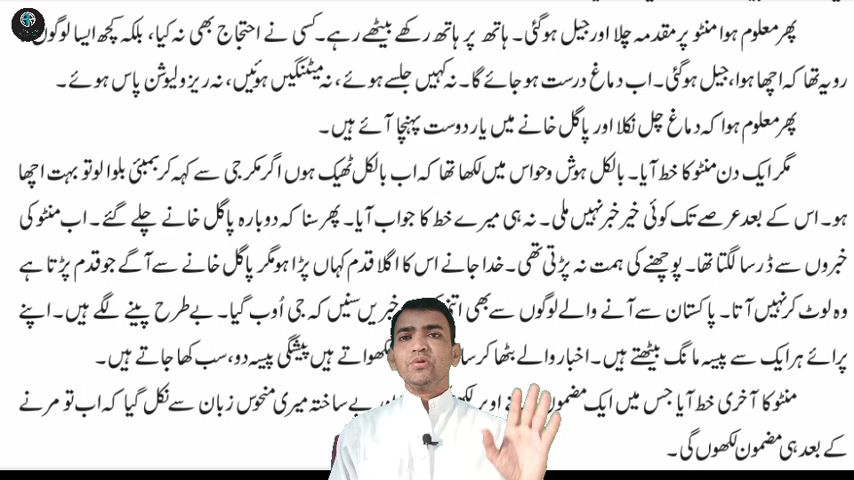 پھر معلوم ہوا منٹو پر مقدمہ چلا اور جیل ہوگئی۔ ہاتھ پر ہاتھ رکھے بیٹھے رہے۔ کسی نے احتجاج بھی نہ کیا، بلکہ کچھ ایسا لوگوں
رویہ تھا کہ اچھا ہوا، جیل ہوگئی۔ اب دماغ درست ہو جائے گا۔ نہ کہیں جلسے ہوئے، نہ میٹنگیں ہوئیں، نہ ریزولیوشن پاس ہوئے۔
پھر معلوم ہوا کہ دماغ چل نکلا اور پاگل خانے میں یار دوست پہنچا آئے ہیں۔
مگر ایک دن منٹو کا خط آیا۔ بالکل ہوش و حواس میں لکھا تھا کہ اب بالکل ٹھیک ہوں اگر مکرجی سے کہہ کر بمبئی بلوا لو تو بہت اچھا
ہو۔ اس کے بعد عرصے تک کوئی خیر خبر نہیں ملی۔ نہ ہی میرے خط کا جواب آیا۔ پھر سنا کہ دوبارہ پاگل خانے چلے گئے۔ اب منٹو کی
خبروں سے ڈر سا لگتا تھا۔ پوچھنے کی ہمت نہ پڑتی تھی۔ خدا جانے اس کا اگلا قدم کہاں پڑا ہو مگر پاگل خانے سے آگے جو قدم پڑتا ہے
وہ لوٹ کر نہیں آتا۔ پاکستان سے آنے والے لوگوں سے بھی اتنی خبریں سنیں کہ جی اُوب گیا۔ بے طرح پینے لگے ہیں۔ اپنے
پرائے ہر ایک سے پیسہ مانگ بیٹھتے ہیں۔ اخبار والے بٹھا کر سا لکھواتے ہیں پیشگی پیسہ دو، سب کھا جاتے ہیں۔
منٹو کا آخری خط آیا جس میں ایک مضمون اوپر لکھ بے ساختہ میری منحوس زبان سے نکل گیا کہ اب تو مرنے
کے بعد ہی مضمون لکھوں گی۔